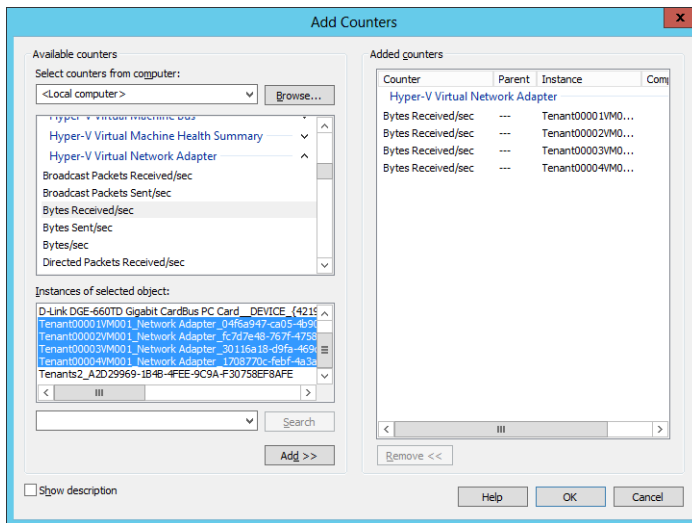 Add Counters
x
Available counters
Select counters from computer:
<Local computer>
Browse...
Hyper-V Virtual Machine Bus
Hyper-V Virtual Machine Health Summary
Hyper-V Virtual Network Adapter
Broadcast Packets Received/sec
Broadcast Packets Sent/sec
Bytes Received/sec
Bytes Sent/sec
Bytes/sec
Directed Packets Received/sec
Instances of selected object:
D-Link DGE-660TD Gigabit CardBus PC Card__DEVICE_{4219
Tenant00001VM001_Network Adapter_04f6a947-ca05-4b90
Tenant00002VM001_Network Adapter_fc7d7e48-767f-4758
Tenant00003VM001_Network Adapter_30116a18-d9fa-469c
Tenant00004VM001_Network Adapter_1708770c-febf-4a3a
Tenants2_A2D29969-1B4B-4FEE-9C9A-F30758EF8AFE
Search
Add >>
Show description
Added counters
Counter Parent Instance Comp
Hyper-V Virtual Network Adapter
Bytes Received/sec --- Tenant00001VM0...
Bytes Received/sec --- Tenant00002VM0...
Bytes Received/sec --- Tenant00003VM0...
Bytes Received/sec --- Tenant00004VM0...
Remove <<
Help
OK
Cancel